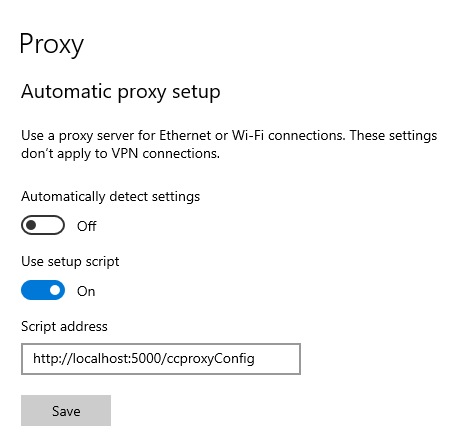 Proxy
Automatic proxy setup
Use a proxy server for Ethernet or Wi-Fi connections. These settings
don't apply to VPN connections.
Automatically detect settings
Off
Use setup script
On
Script address
http://localhost:5000/ccproxyConfig
Save